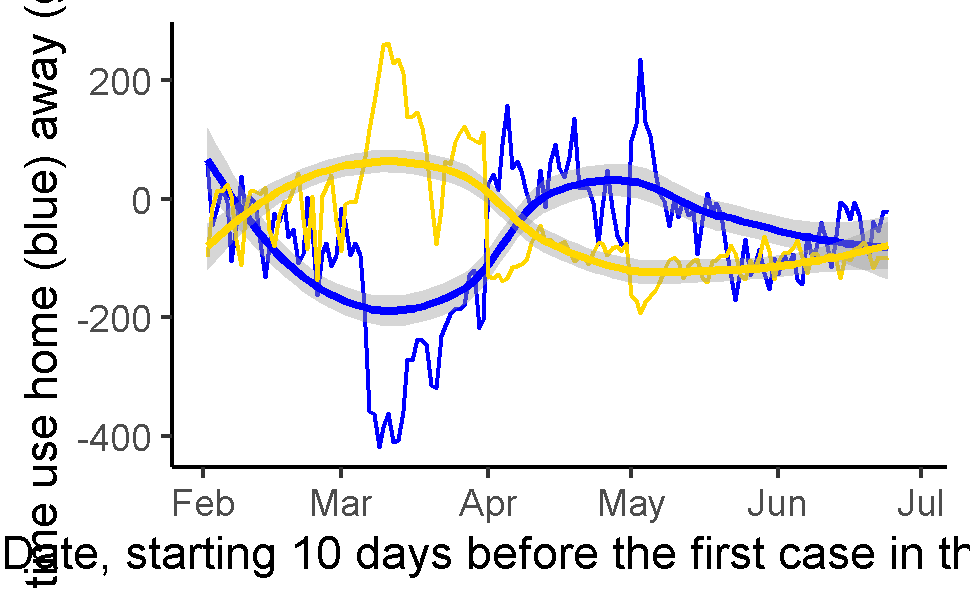 time use home (blue) away (
200
0
-200
-400
Feb Mar Apr May Jun Jul
Date, starting 10 days before the first case in th